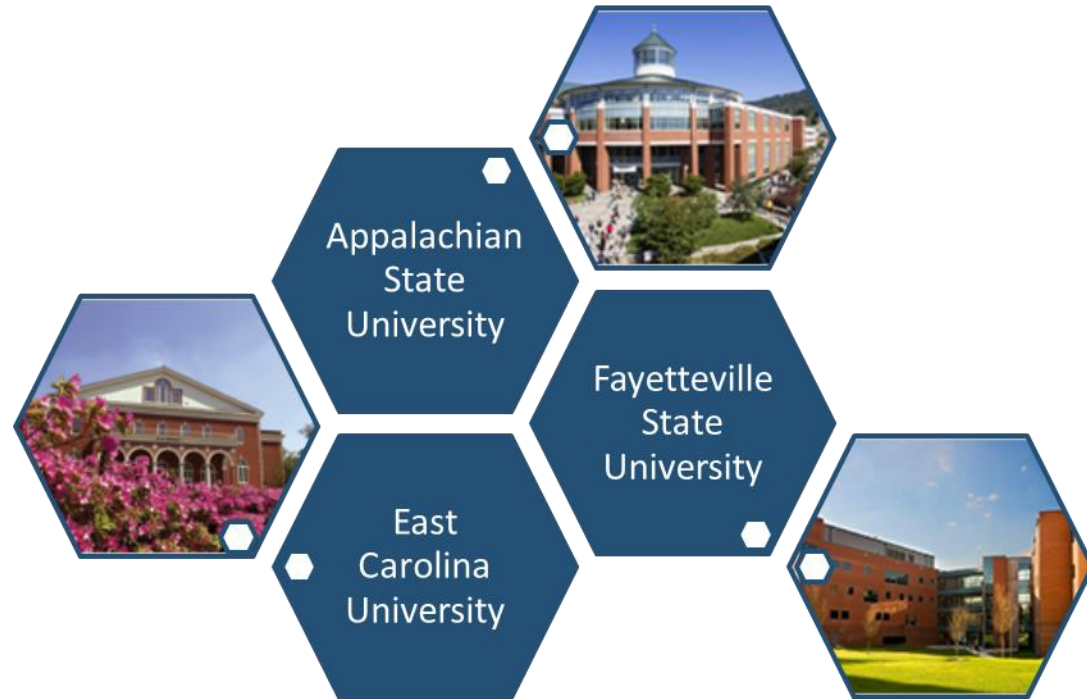 Appalachian
State
University
Fayetteville
State
University
East
Carolina
University